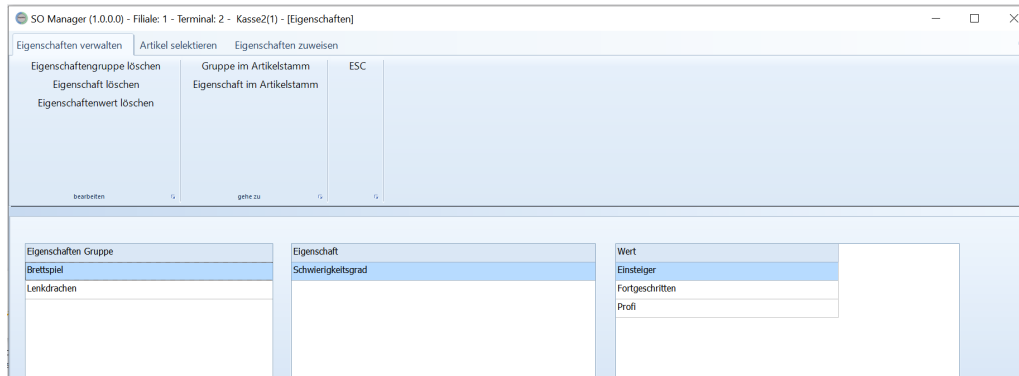 SO Manager (1.0.0.0) - Filiale: 1 - Terminal: 2 - Kasse2(1) - [Eigenschaften]
Eigenschaften verwalten Artikel selektieren Eigenschaften zuweisen
Eigenschaftengruppe löschen Gruppe im Artikelstamm ESC
Eigenschaft löschen Eigenschaft im Artikelstamm
Eigenschaftenwert löschen
bearbeiten gehe zu
Eigenschaften Gruppe Eigenschaft Wert
Brettspiel Schwierigkeitsgrad Einsteiger
Lenkdrachen Fortgeschritten
Profi